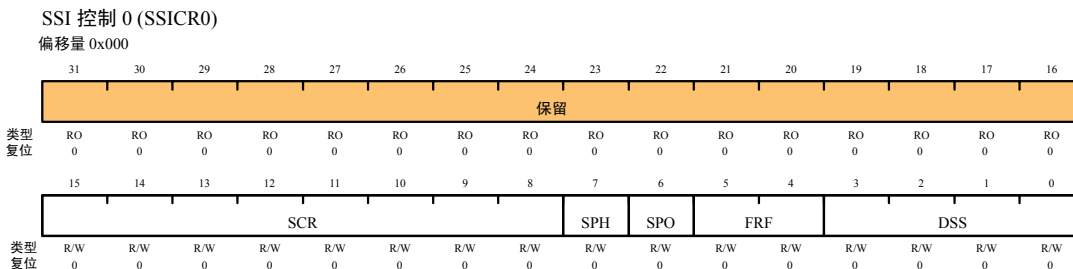 SSI 控制 0 (SSICR0)
偏移量 0x000
31 30 29 28 27 26 25 24 23 22 21 20 19 18 17 16
保留
类型 RO RO RO RO RO RO RO RO RO RO RO RO RO RO RO RO
复位 0 0 0 0 0 0 0 0 0 0 0 0 0 0 0 0
15 14 13 12 11 10 9 8 7 6 5 4 3 2 1 0
SCR SPH SPO FRF DSS
类型 R/W R/W R/W R/W R/W R/W R/W R/W R/W R/W R/W R/W R/W R/W R/W R/W
复位 0 0 0 0 0 0 0 0 0 0 0 0 0 0 0 0